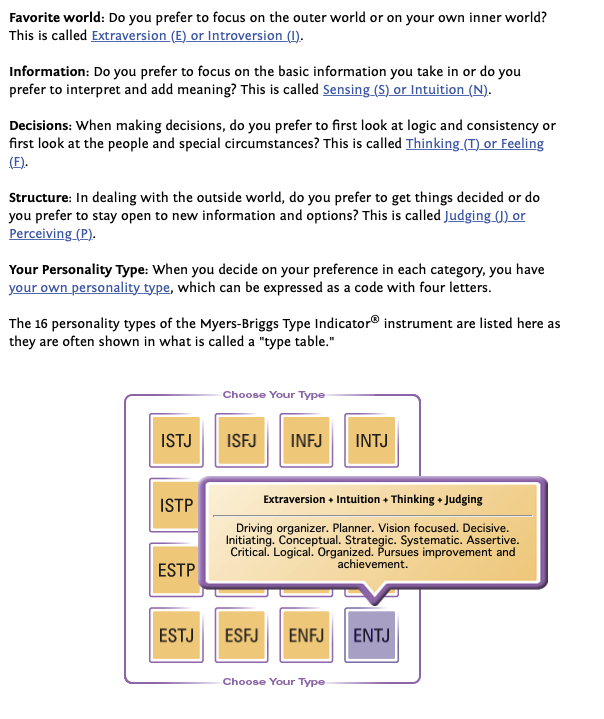 Favorite world: Do you prefer to focus on the outer world or on your own inner world?
This is called Extraversion (E) or Introversion (I).
Information: Do you prefer to focus on the basic information you take in or do you
prefer to interpret and add meaning? This is called Sensing (S) or Intuition (N).
Decisions: When making decisions, do you prefer to first look at logic and consistency or
first look at the people and special circumstances? This is called Thinking (T) or Feeling
(F).
Structure: In dealing with the outside world, do you prefer to get things decided or do
you prefer to stay open to new information and options? This is called Judging (J) or
Perceiving (P).
Your Personality Type: When you decide on your preference in each category, you have
your own personality type, which can be expressed as a code with four letters.
The 16 personality types of the Myers-Briggs Type Indicator® instrument are listed here as
they are often shown in what is called a "type table."
Choose Your Type
ISTJ ISFJ INFJ INTJ
ISTP
Extraversion + Intuition + Thinking + Judging
Driving organizer. Planner. Vision focused. Decisive.
Initiating. Conceptual. Strategic. Systematic. Assertive.
Critical. Logical. Organized. Pursues improvement and
achievement.
ESTP
ESTJ ESFJ ENFJ ENTJ
Choose Your Type